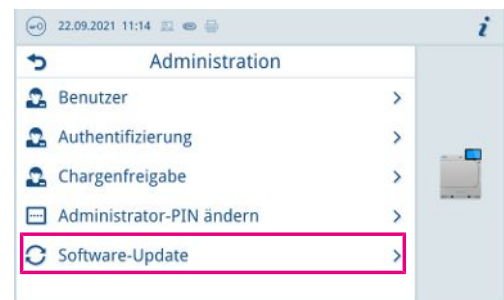 22.09.2021 11:14
Administration
Benutzer
Authentifizierung
Chargenfreigabe
Administrator-PIN ändern
Software-Update